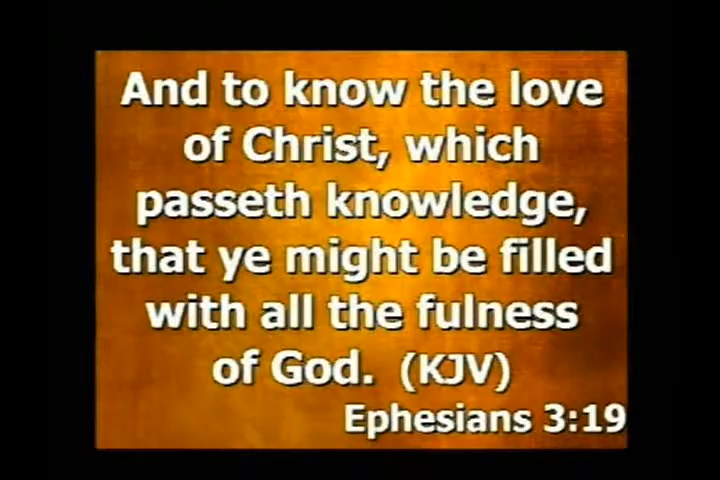 And to know the love
of Christ, which
passeth knowledge,
that ye might be filled
with all the fulness
of God. (KJV)
Ephesians 3:19